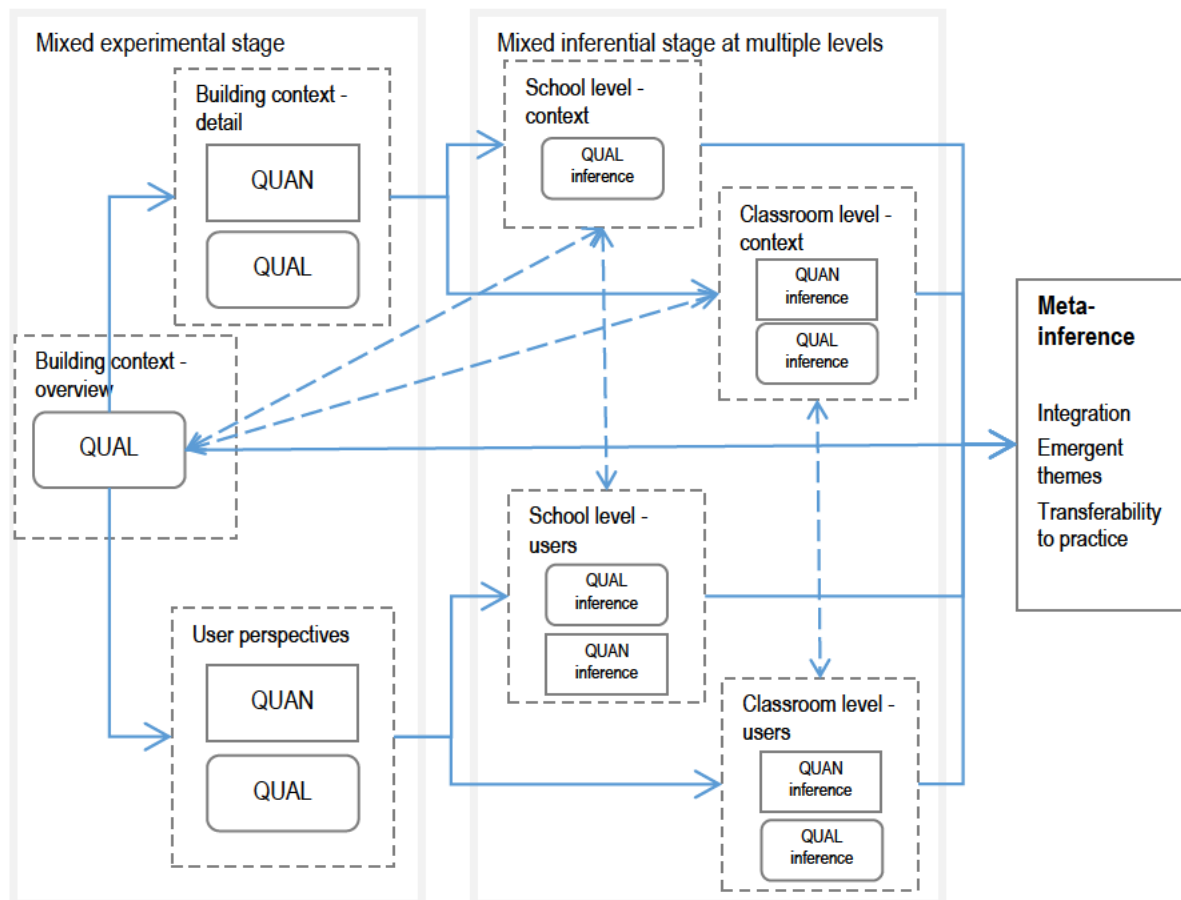 Mixed experimental stage
Building context -
detail
QUAN
QUAL
Building context -
overview
QUAL
User perspectives
QUAN
QUAL
Mixed inferential stage at multiple levels
School level -
context
QUAL
inference
Classroom level -
context
QUAN
inference
QUAL
inference
School level -
users
QUAL
inference
QUAN
inference
Classroom level -
users
QUAN
inference
QUAL
inference
Meta-
inference
Integration
Emergent
themes
Transferability
to practice